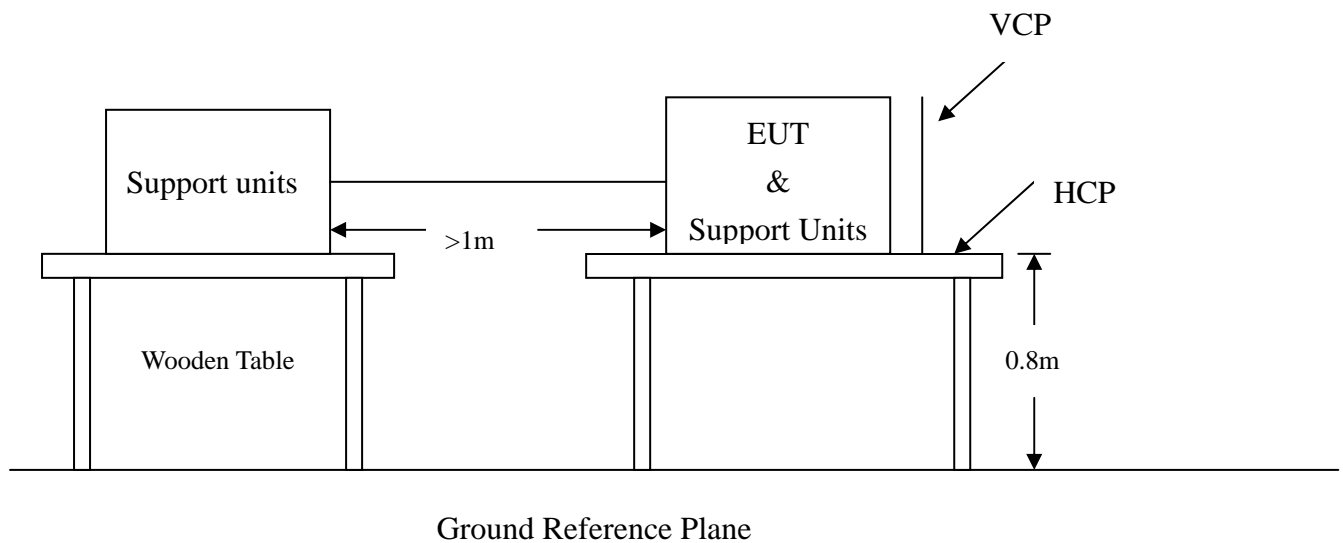 VCP
EUT
&
Support Units
Support units
HCP
>1m
Wooden Table
0.8m
Ground Reference Plane